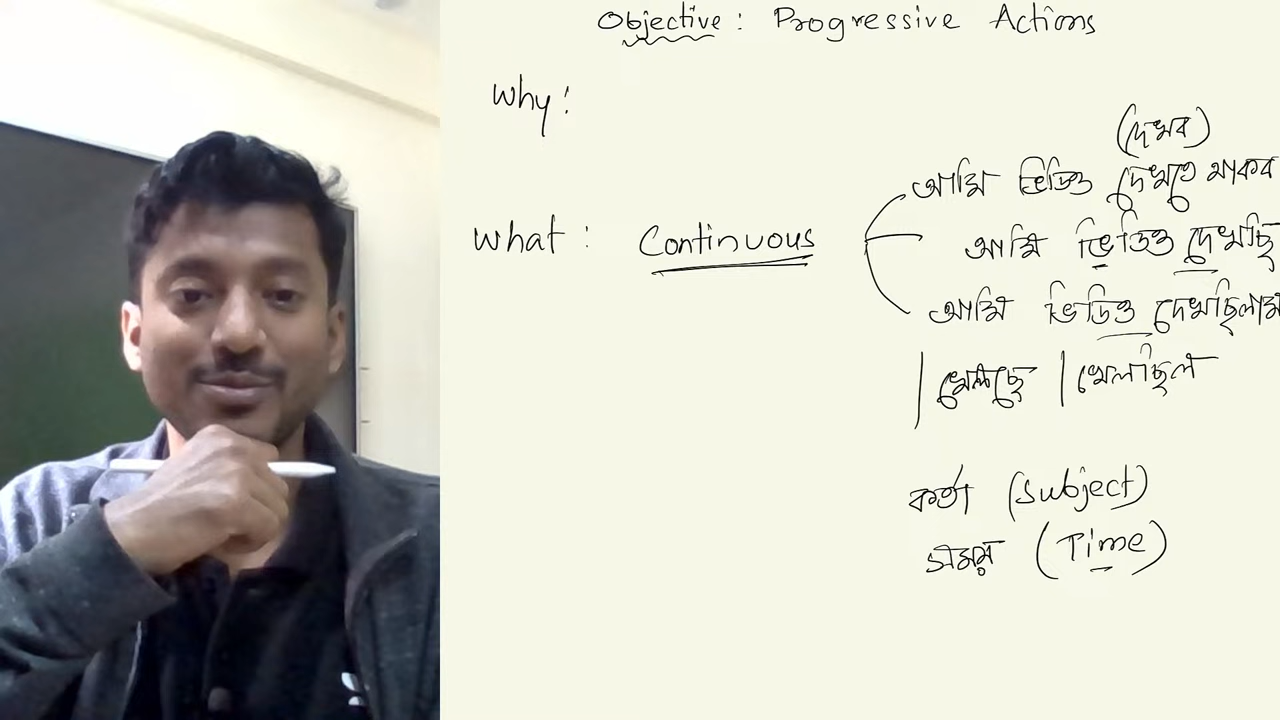 Objective : Progressive Actions
Why :
(দেখব)
আমি ভিডিও দেখতে থাকব
What : Continuous
আমি ভিডিও দেখছি
আমি ভিডিও দেখছিলাম
| খেলছে | খেলছিল
কর্তা (Subject)
সময় (Time)